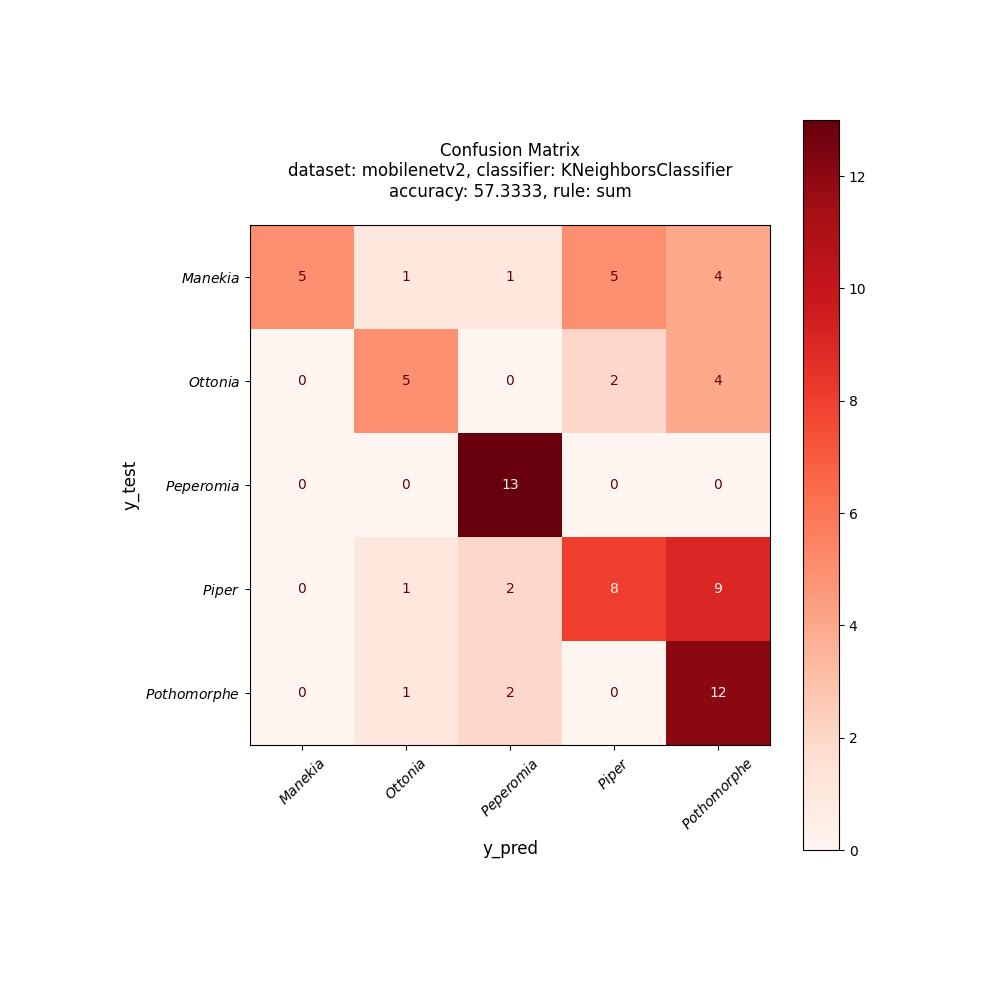 Confusion Matrix
dataset: mobilenetv2, classifier: KNeighborsClassifier
accuracy: 57.3333, rule: sum
y_test
Manekia 5 1 1 5 4
Ottonia 0 5 0 2 4
Peperomia 0 0 13 0 0
Piper 0 1 2 8 9
Pothomorphe 0 1 2 0 12
Manekia Ottonia Peperomia Piper Pothomorphe
y_pred
12
10
8
6
4
2
0